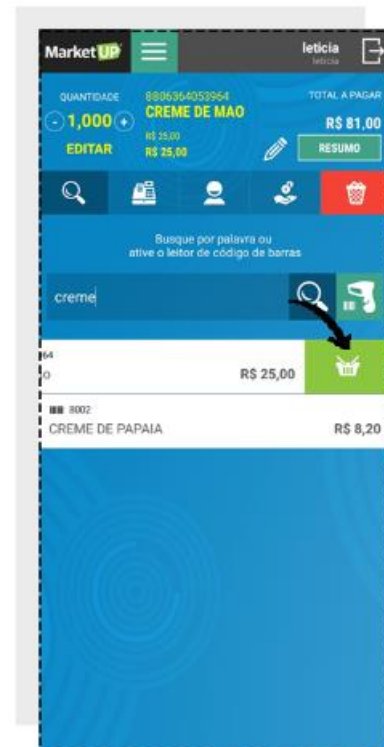 MarketUP
leticia
leticia
QUANTIDADE
- 1,000 +
EDITAR
8806364053964
CREME DE MAO
R$ 25,00
R$ 25,00
TOTAL A PAGAR
R$ 81,00
RESUMO
Busque por palavra ou
ative o leitor de código de barras
creme
64
O
R$ 25,00
8002
CREME DE PAPAIA
R$ 8,20